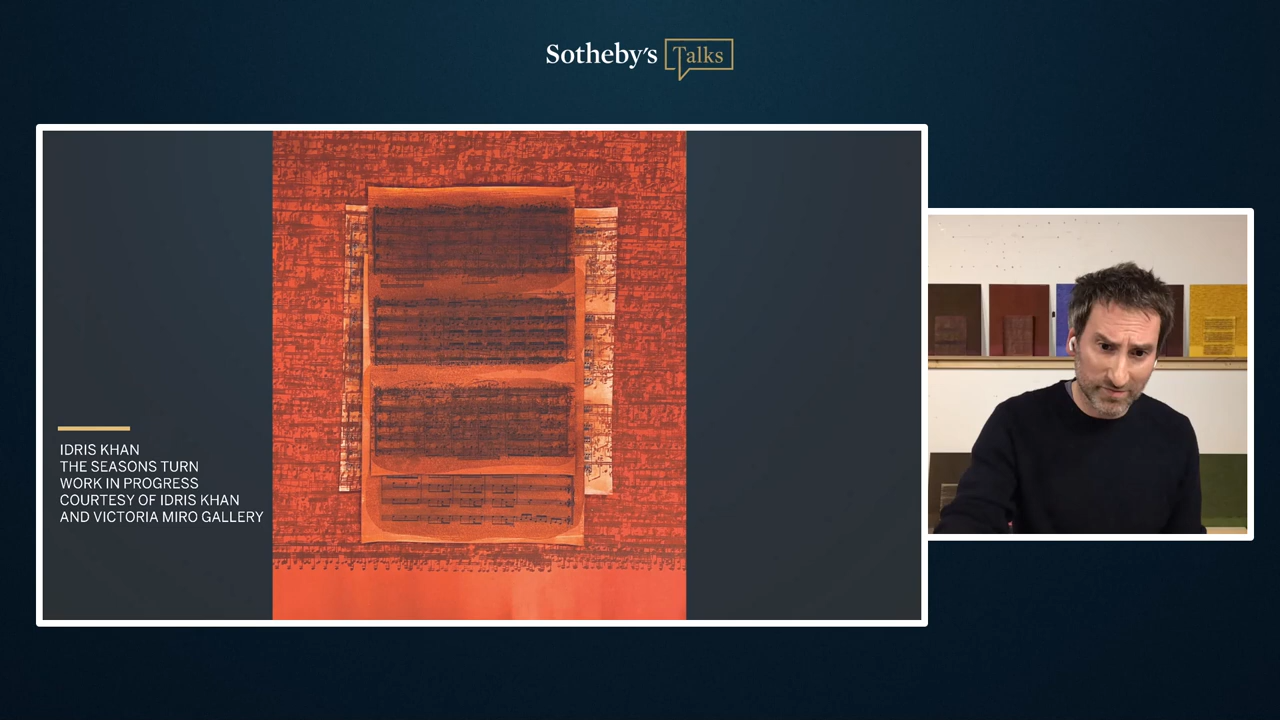 Sotheby's Talks
IDRIS KHAN
THE SEASONS TURN
WORK IN PROGRESS
COURTESY OF IDRIS KHAN
AND VICTORIA MIRO GALLERY